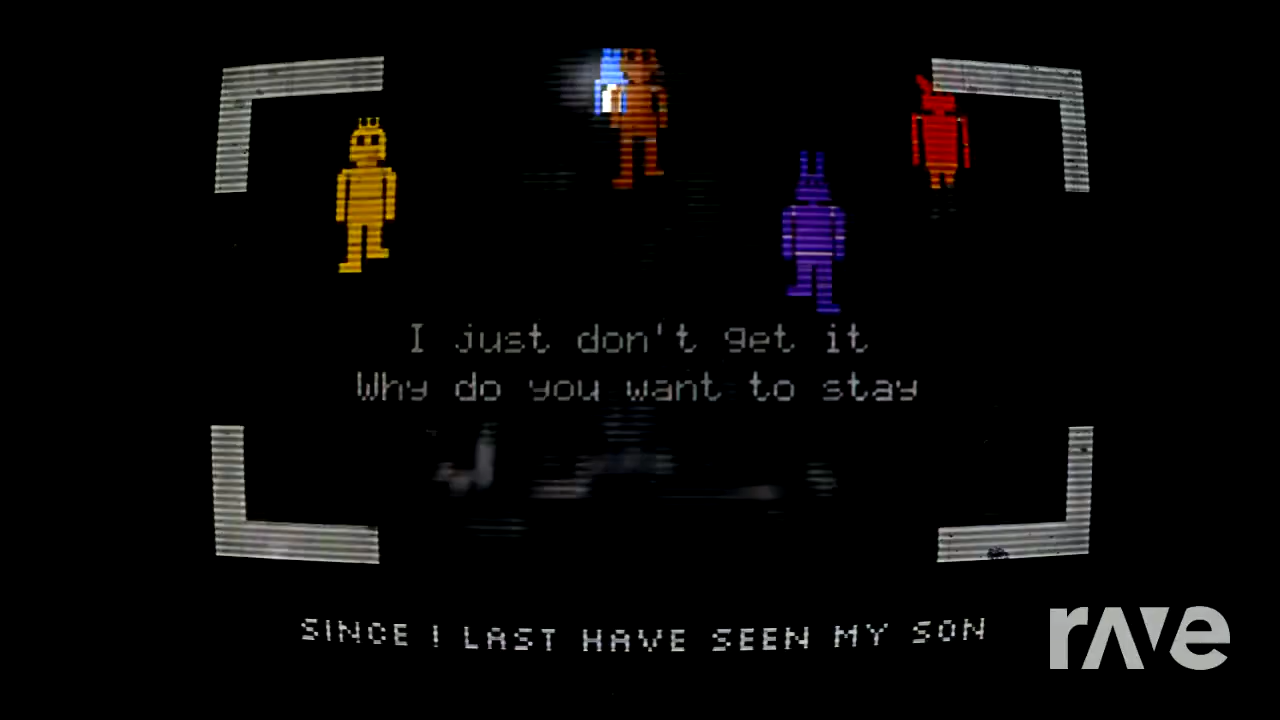 I just don't get it
Why do you want to stay
SINCE I LAST HAVE SEEN MY SON
rave